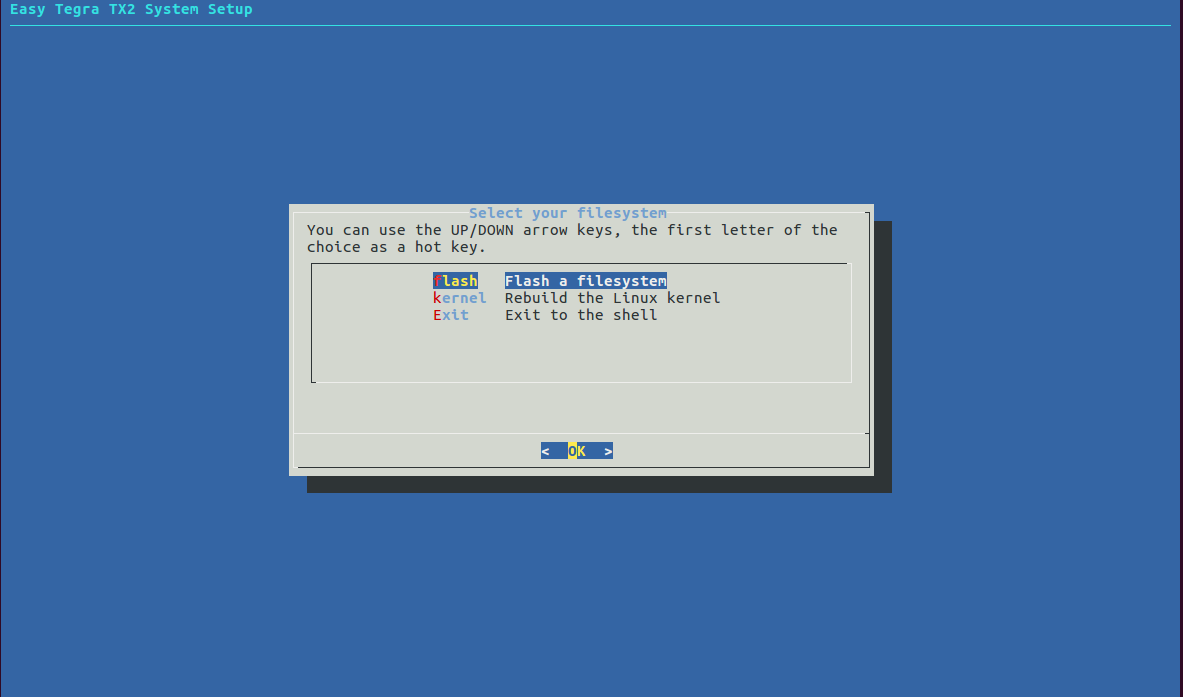 Easy Tegra TX2 System Setup
Select your filesystem
You can use the UP/DOWN arrow keys, the first letter of the
choice as a hot key.
flash Flash a filesystem
kernel Rebuild the Linux kernel
Exit Exit to the shell
< OK >